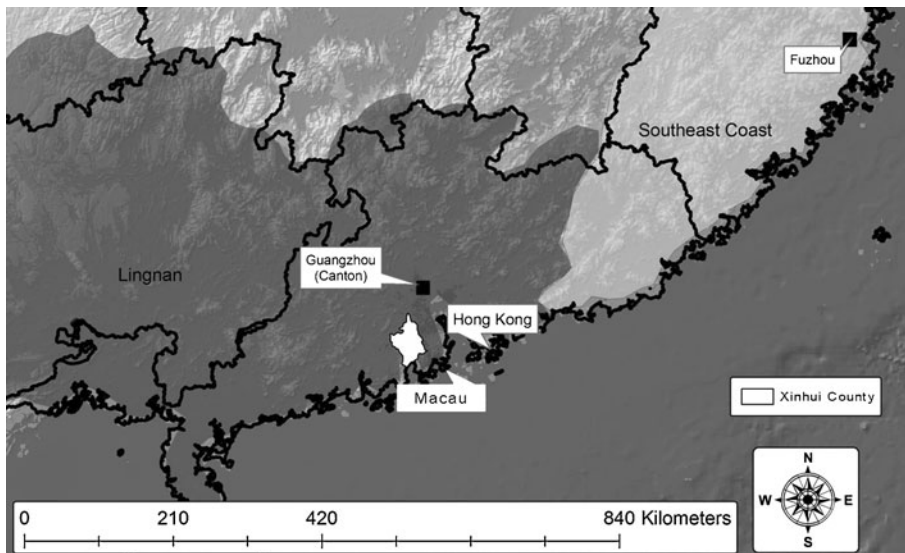 Fuzhou
Southeast Coast
Guangzhou
(Canton)
Lingnan
Hong Kong
Macau
Xinhui County
N
W E
S
0 210 420 840 Kilometers